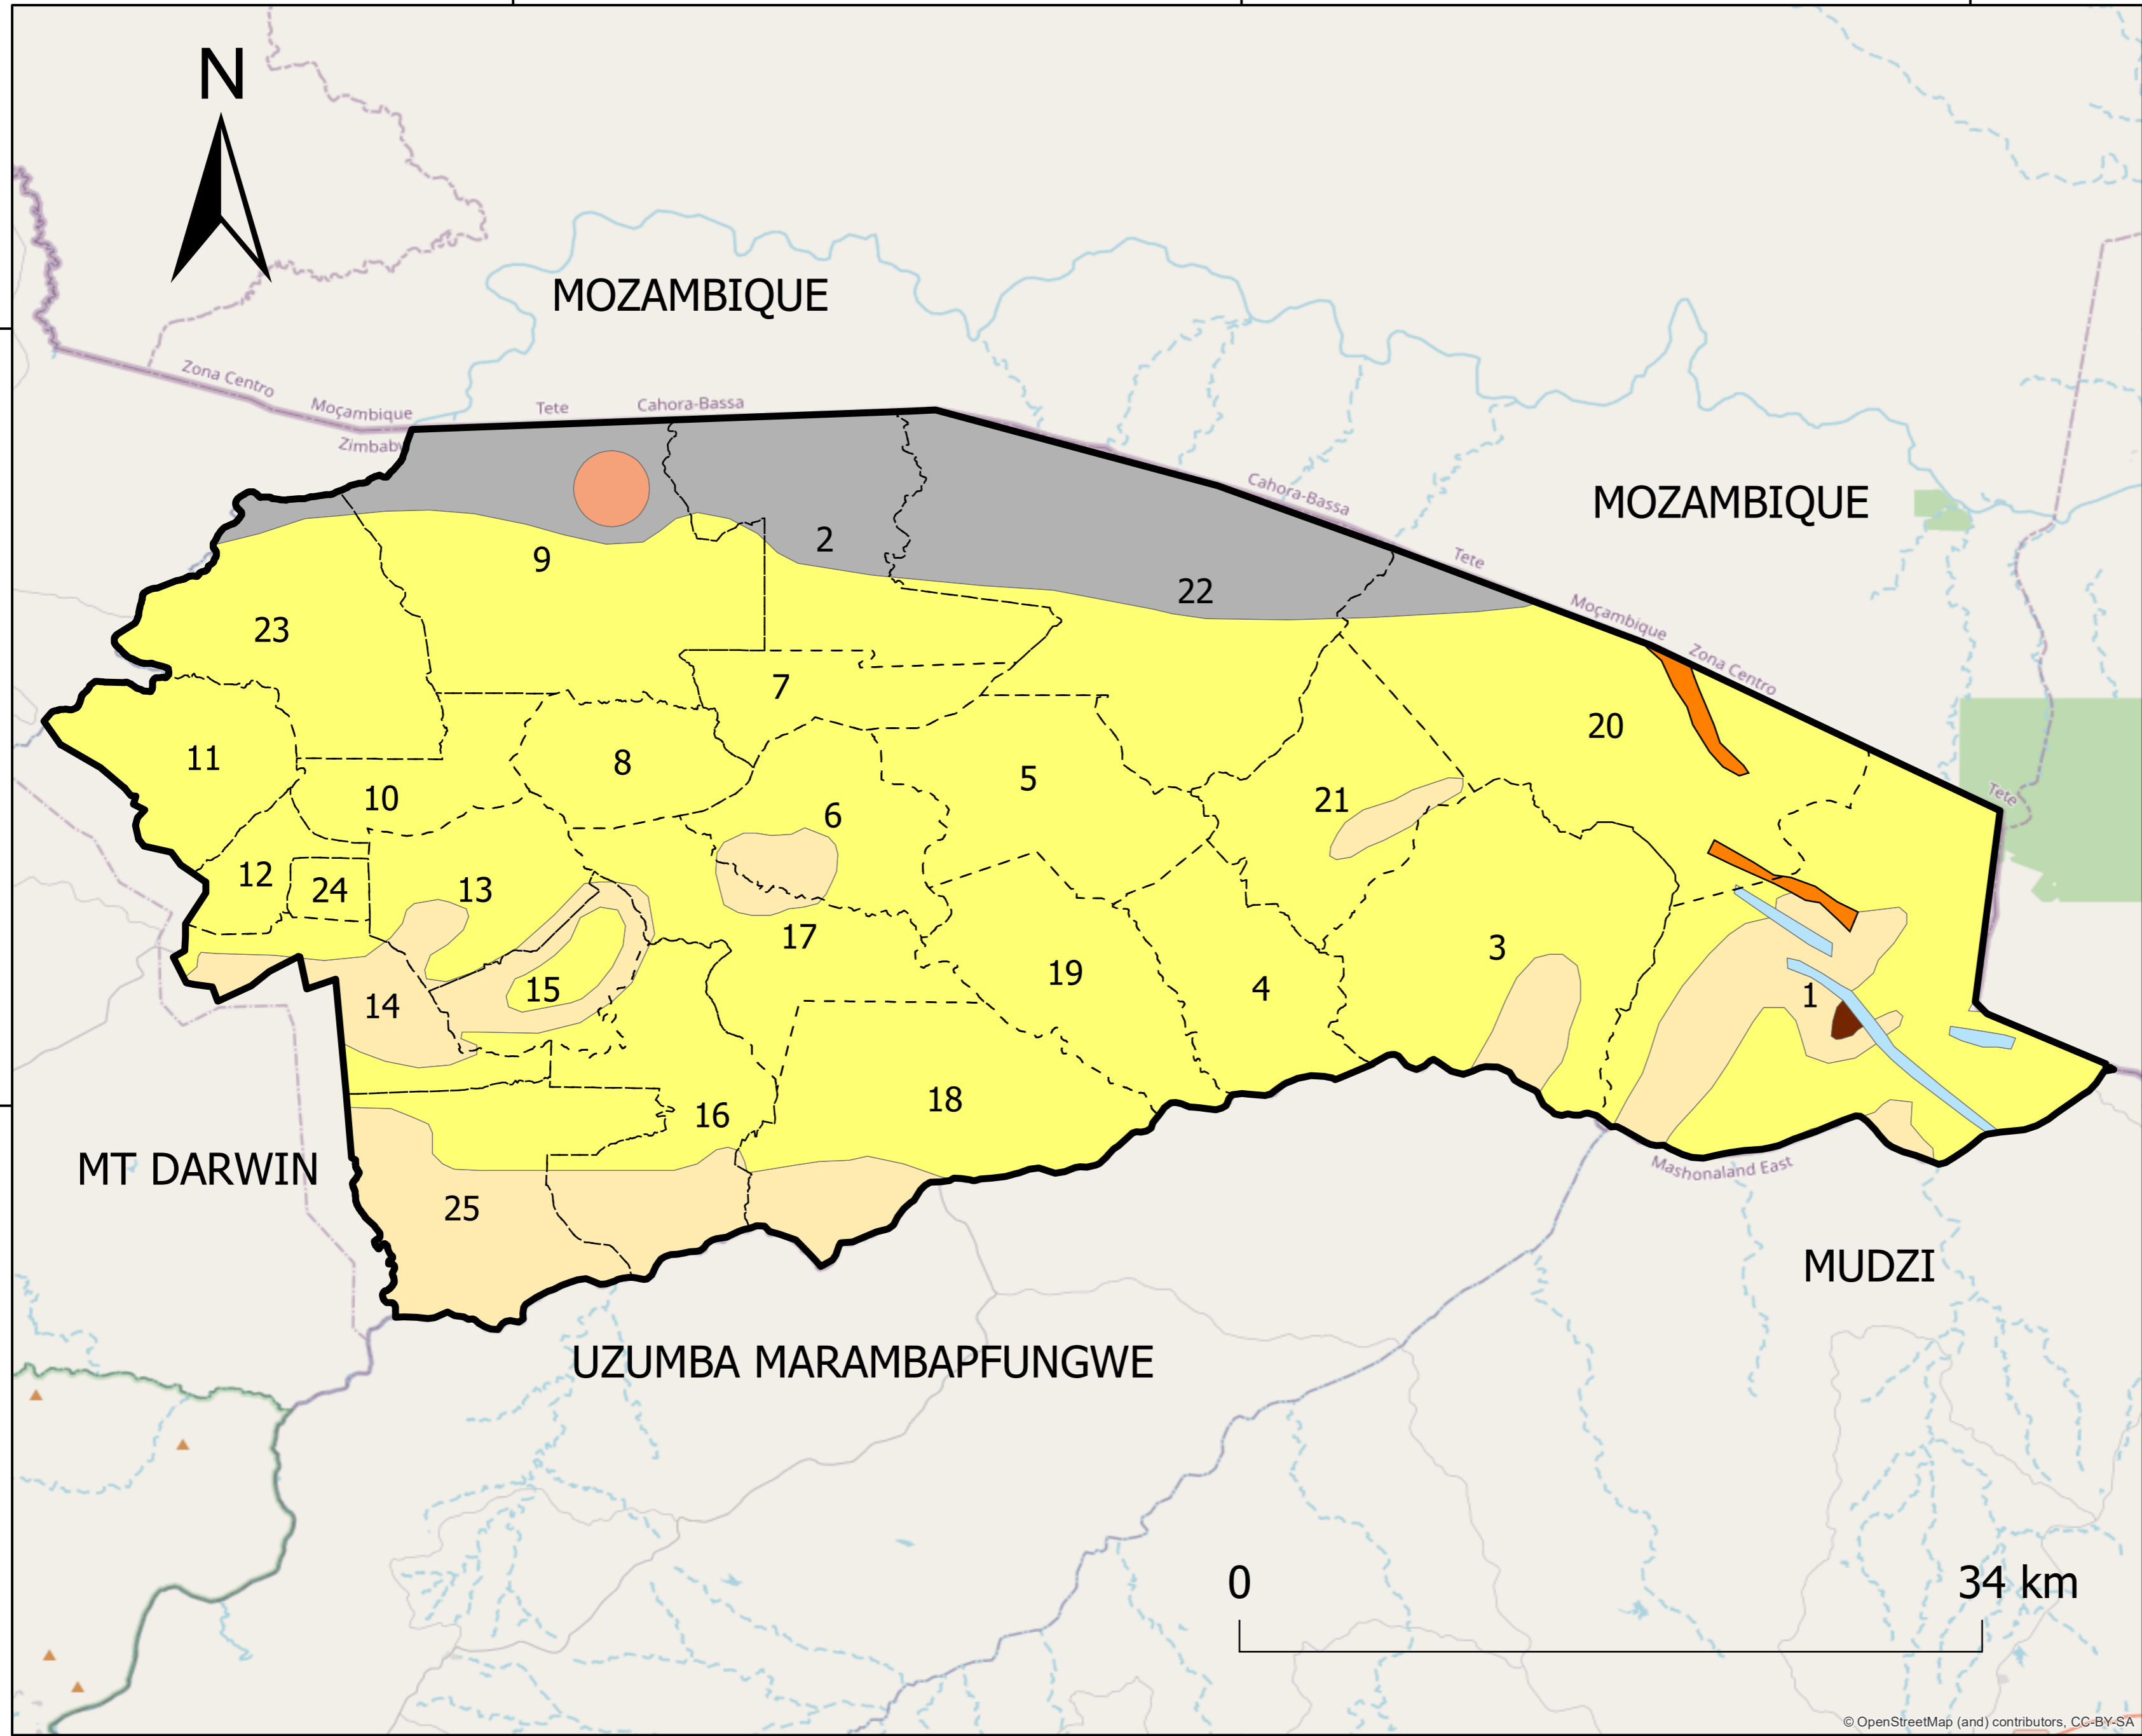 N
MOZAMBIQUE
Zona Centro
Moçambique
Tete
Cahora-Bassa
MOZAMBIQUE
Cahora-Bassa
Tete
2
9
22
Moçambique
23
Zona Centro
7
20
11
8
5
Tete
10
21
6
12
24
13
17
3
19
15
4
1
14
18
16
MT DARWIN
Mashonaland East
25
MUDZI
UZUMBA MARAMBAPFUNGWE
0
34 km
© OpenStreetMap (and) contributors, CC-BY-SA